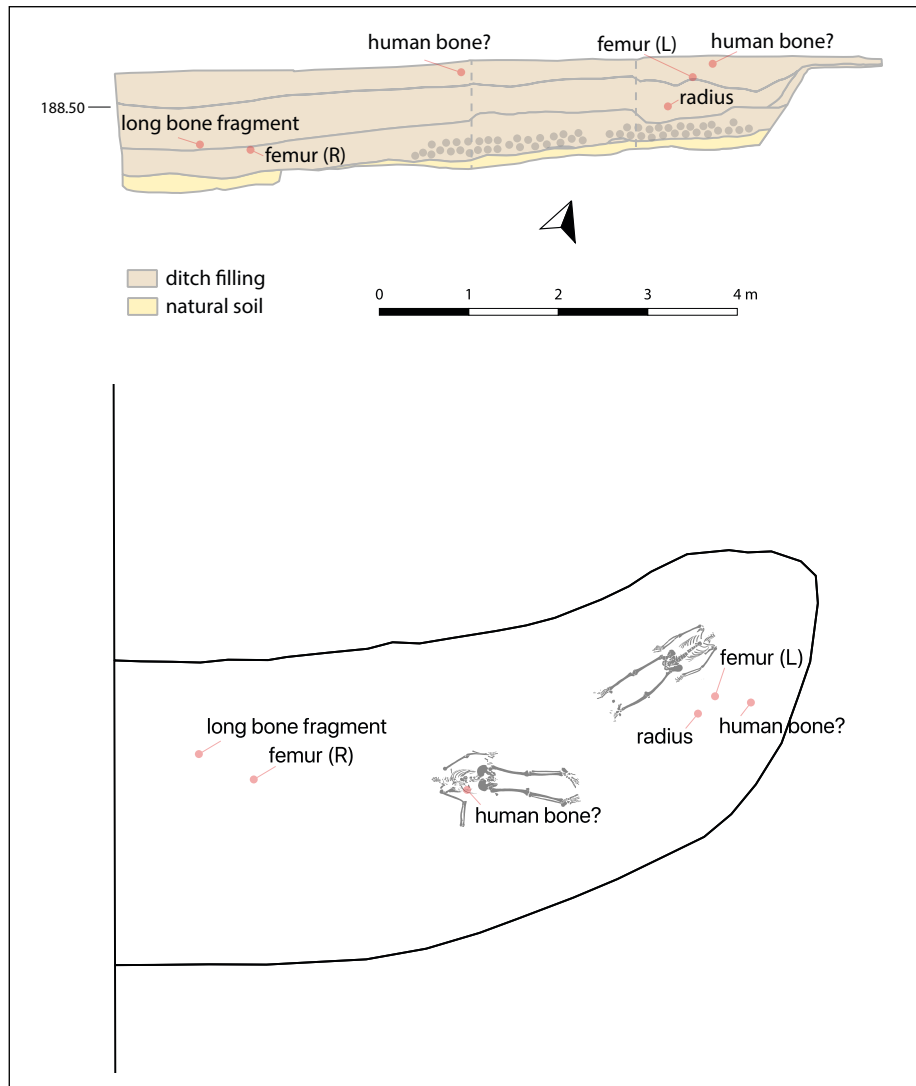 human bone?
femur (L)
human bone?
188.50
radius
long bone fragment
femur (R)
ditch filling
natural soil
0 1 2 3 4 m
femur (L)
long bone fragment
femur (R)
radius
human bone?
human bone?